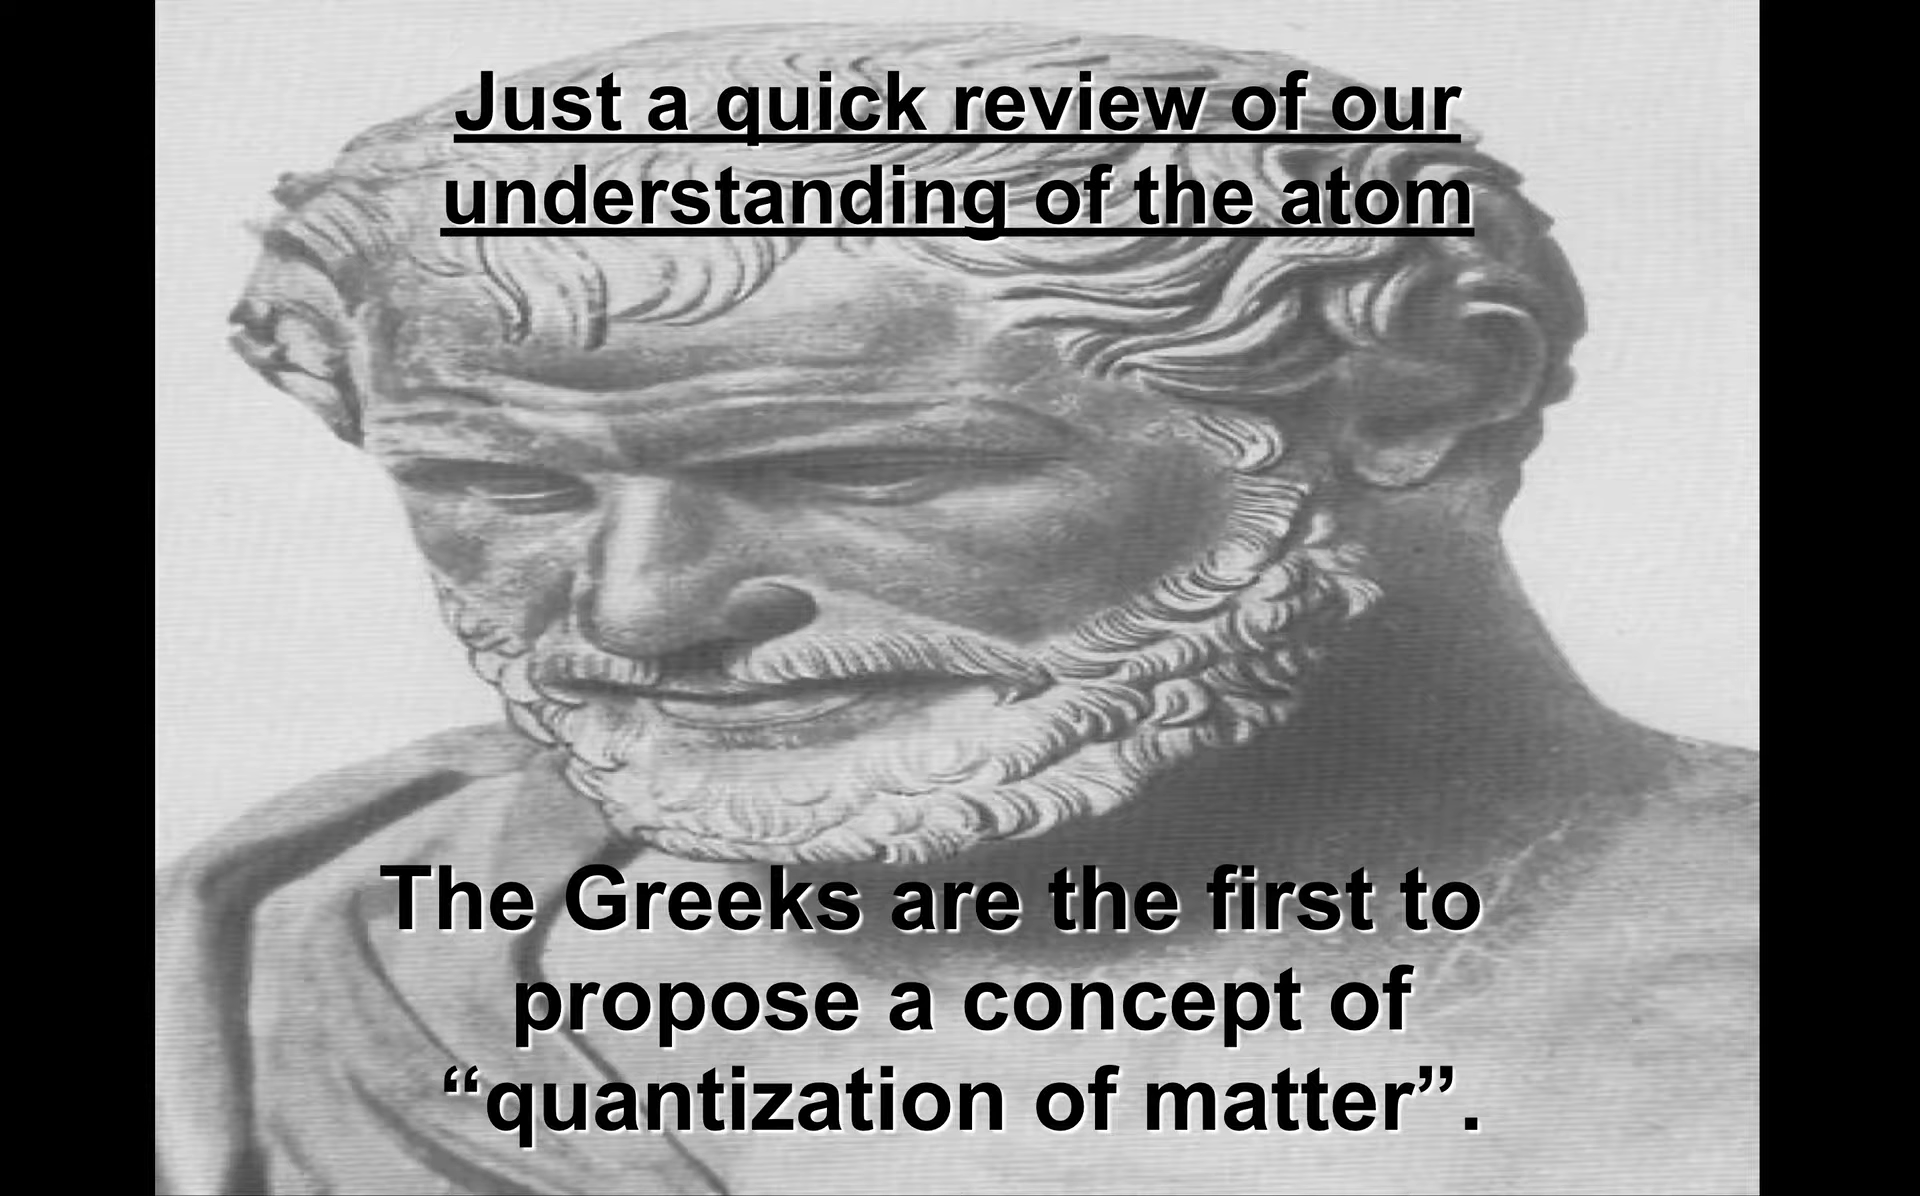 Just a quick review of our
understanding of the atom
The Greeks are the first to
propose a concept of
“quantization of matter”.